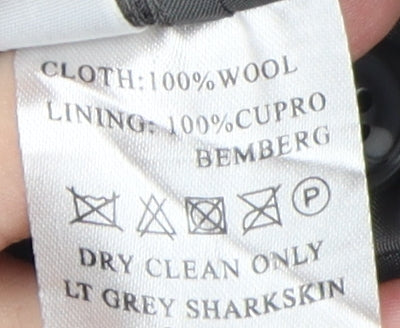 CLOTH:100%WOOL
LINING: 100%CUPRO
BEMBERG
P
DRY CLEAN ONLY
LT GREY SHARKSKIN